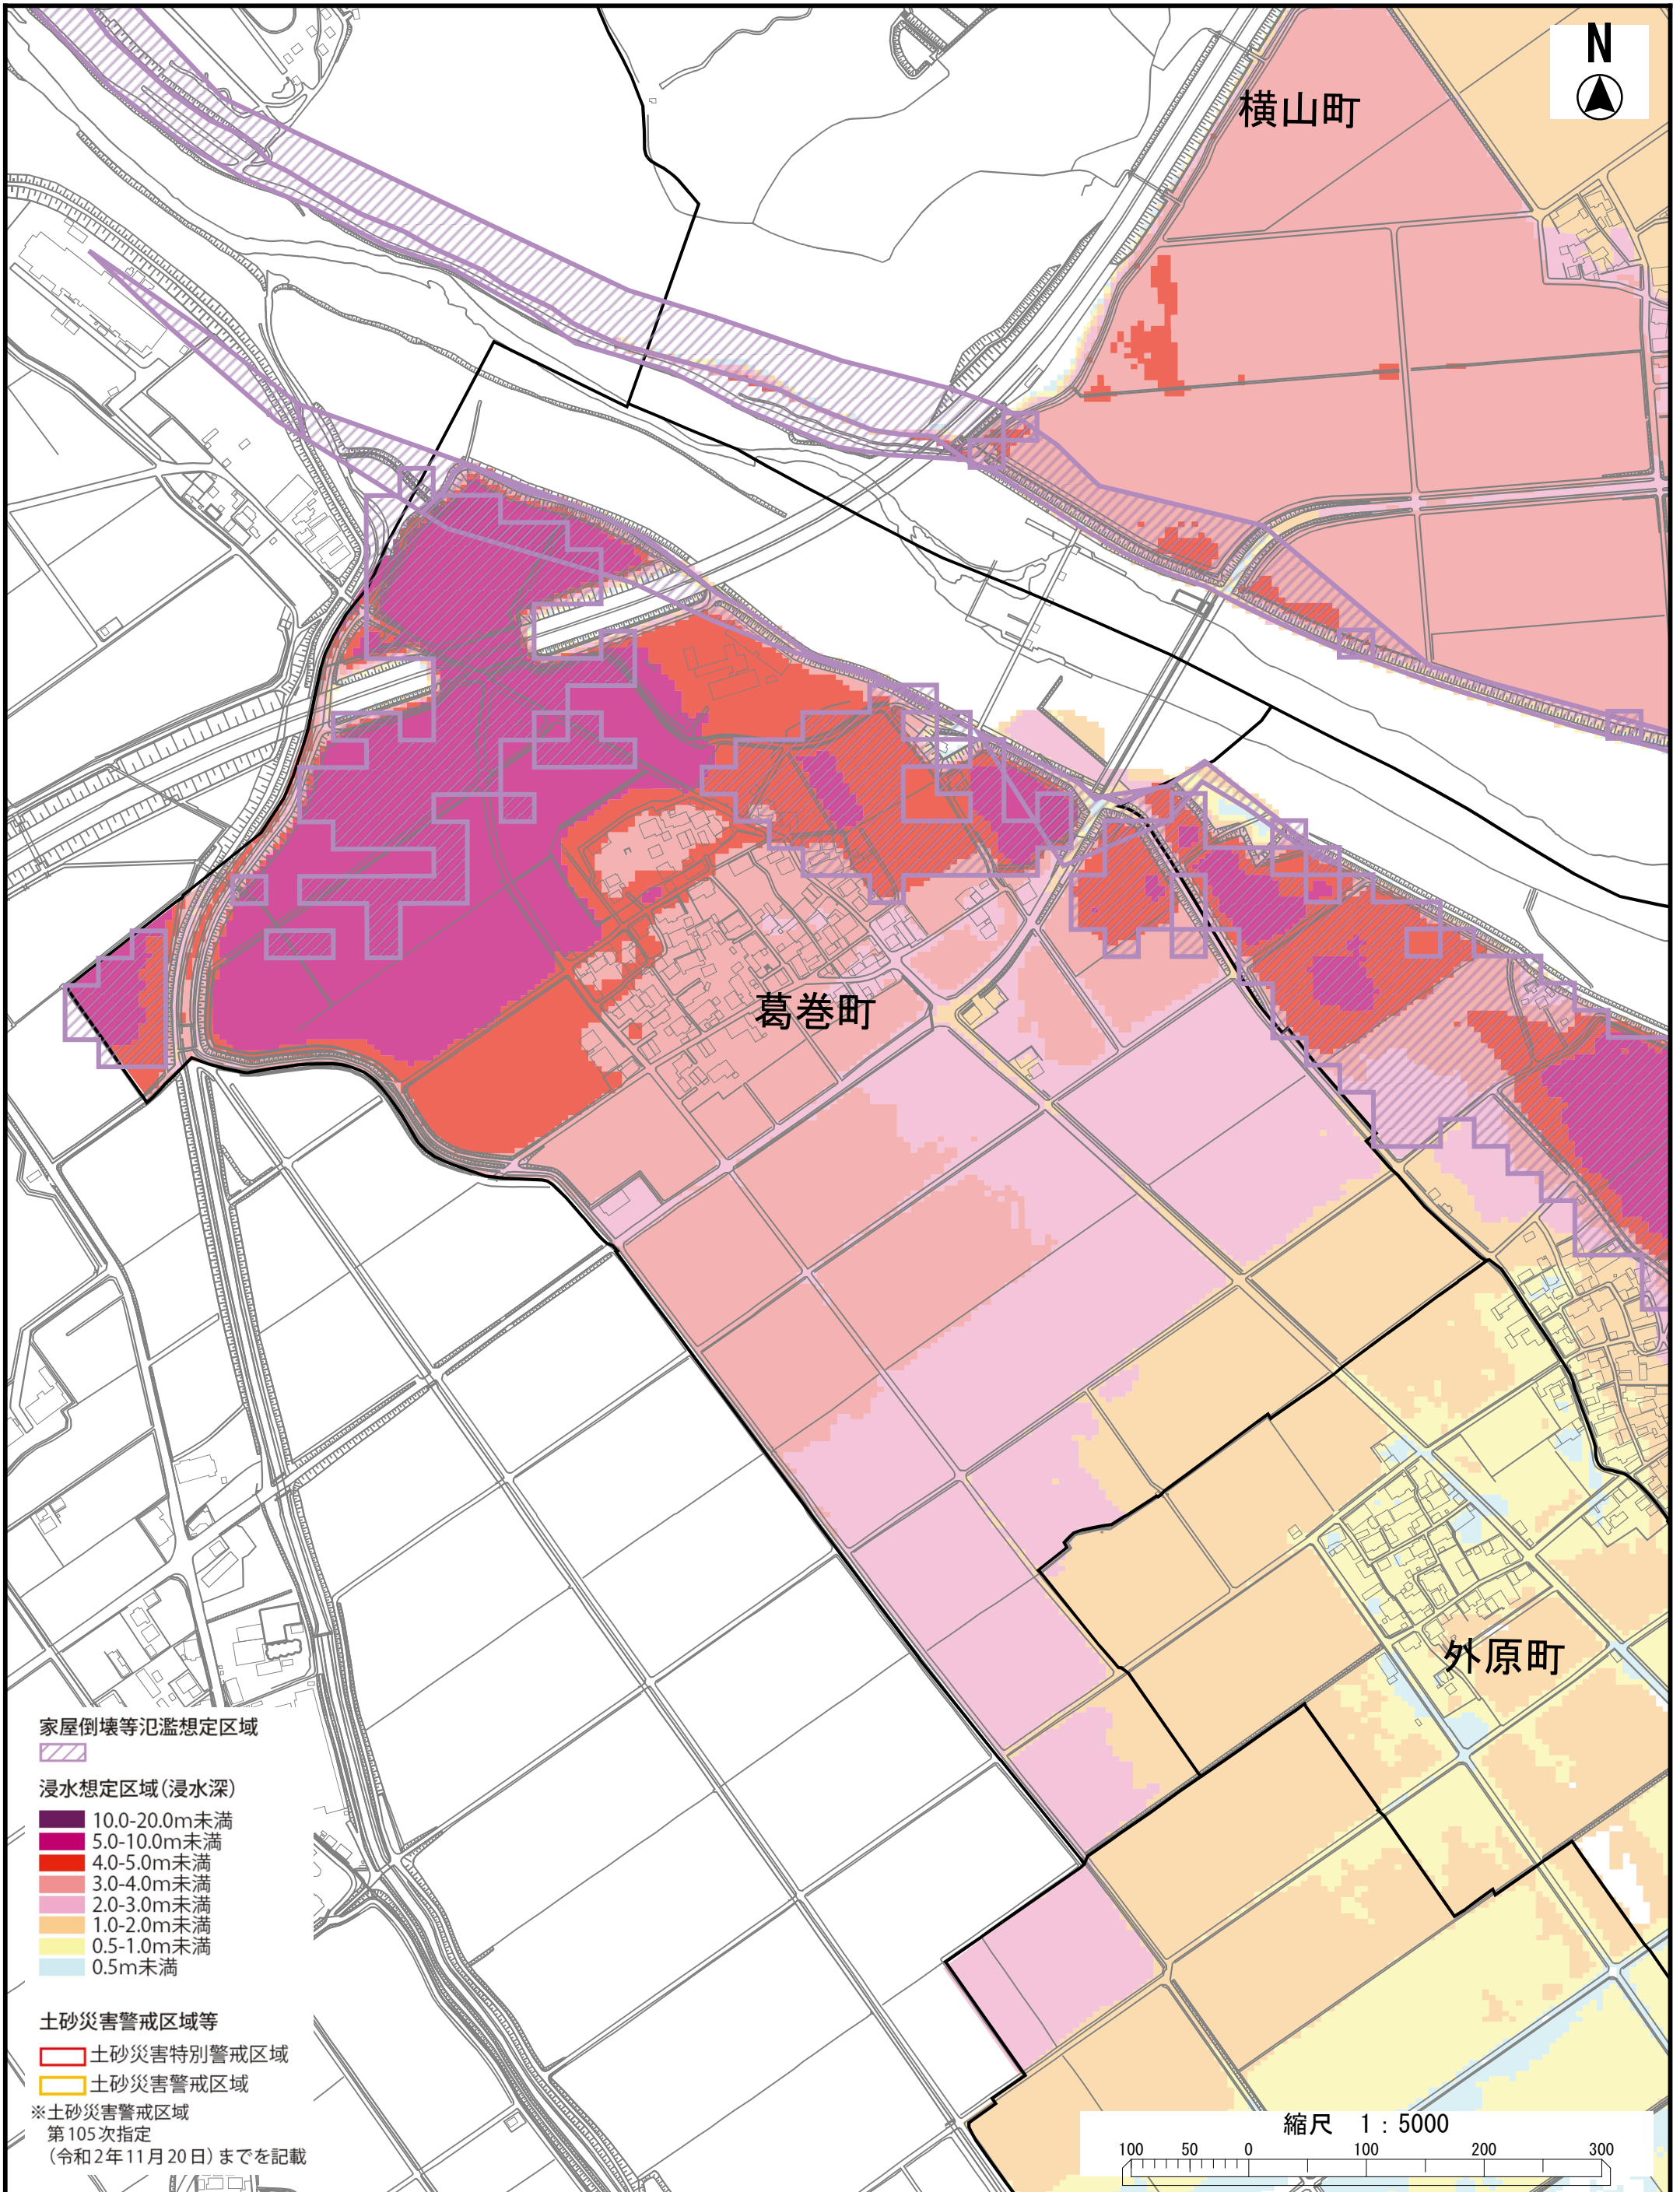 N
横山町
葛巻町
外原町
家屋倒壊等氾濫想定区域
浸水想定区域(浸水深)
10.0-20.0m未満
5.0-10.0m未満
4.0-5.0m未満
3.0-4.0m未満
2.0-3.0m未満
1.0-2.0m未満
0.5-1.0m未満
0.5m未満
土砂災害警戒区域等
土砂災害特別警戒区域
土砂災害警戒区域
※土砂災害警戒区域
第105次指定
(令和2年11月20日)までを記載
縮尺 1:5000
100 50 0 100 200 300